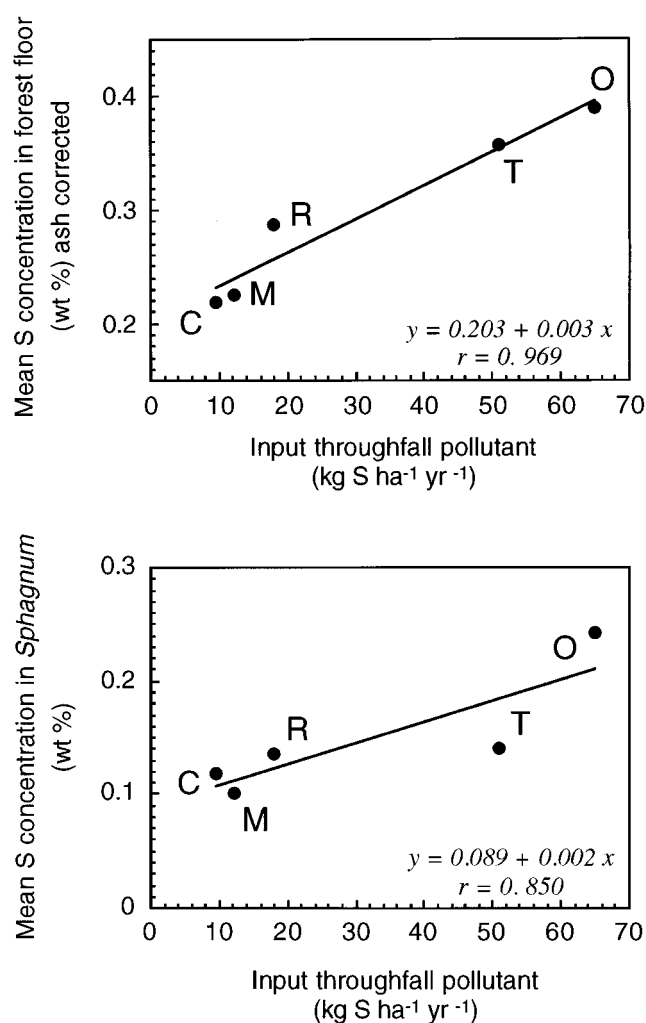 Mean S concentration in forest floor
(wt %) ash corrected
0.4
0.3
0.2
O
T
R
M
C
y = 0.203 + 0.003 x
r = 0. 969
0 10 20 30 40 50 60 70
Input throughfall pollutant
(kg S ha-1 yr -1)
Mean S concentration in Sphagnum
(wt %)
0.3
0.2
0.1
0
O
R
T
C
M
y = 0.089 + 0.002 x
r = 0. 850
0 10 20 30 40 50 60 70
Input throughfall pollutant
(kg S ha-1 yr -1)